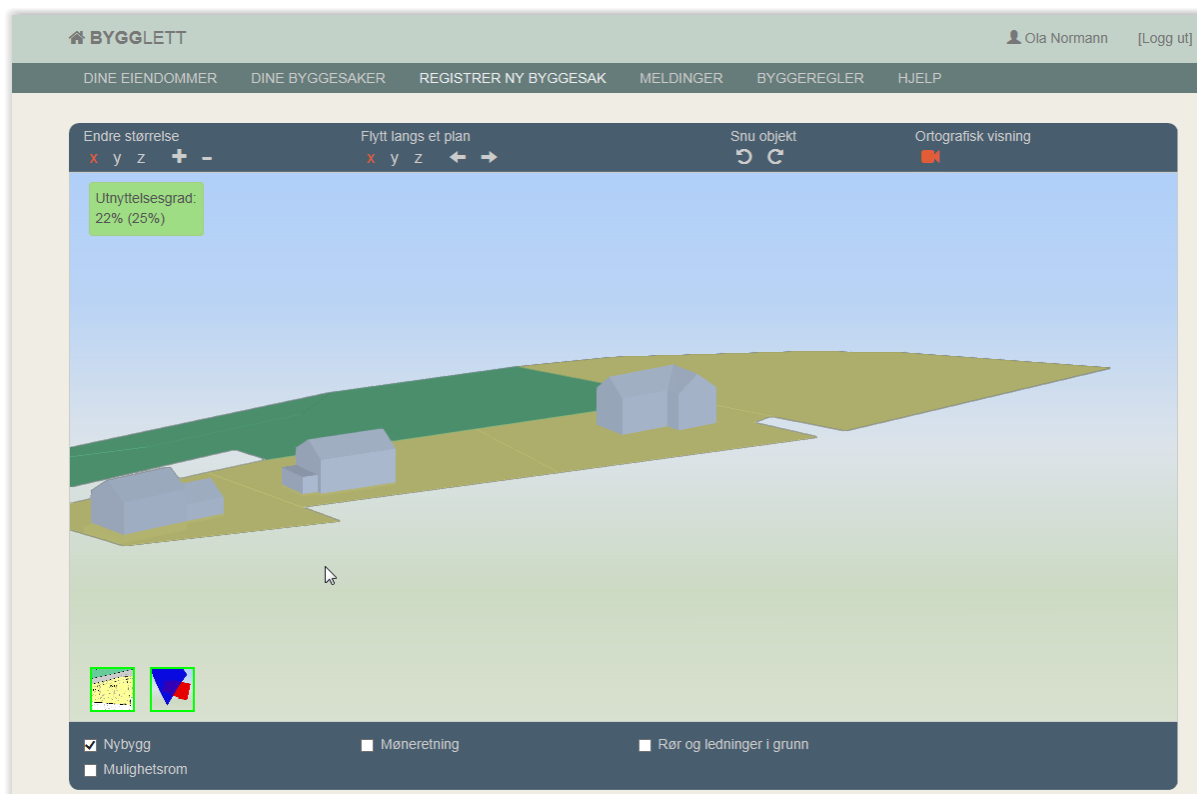 BYGGLETT
Ola Normann [Logg ut]
DINE EIENDOMMER DINE BYGGESAKER REGISTRER NY BYGGESAK MELDINGER BYGGEREGLER HJELP
Endre størrelse Flytt langs et plan Snu objekt Ortografisk visning
x y z x y z
Utnyttelsesgrad:
22% (25%)
Nybygg Møneretning Rør og ledninger i grunn
Mulighetsrom